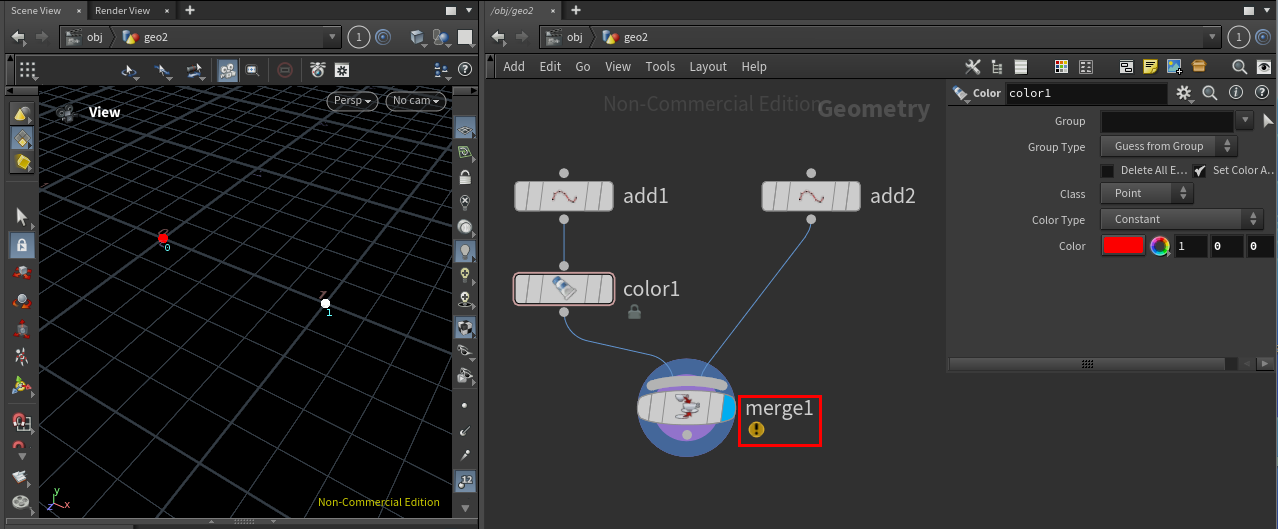 Scene View × Render View × +
/obj/geo2 × +
obj geo2 1
obj geo2 1
Add Edit Go View Tools Layout Help
View
Persp
No cam
Non-Commercial Edition
Geometry
Color color1
Group
Group Type Guess from Group
Delete All E... Set Color A..
Class Point
Color Type Constant
Color 1 0 0
add1
add2
color1
merge1
0
1
12
y
z x
Non-Commercial Edition